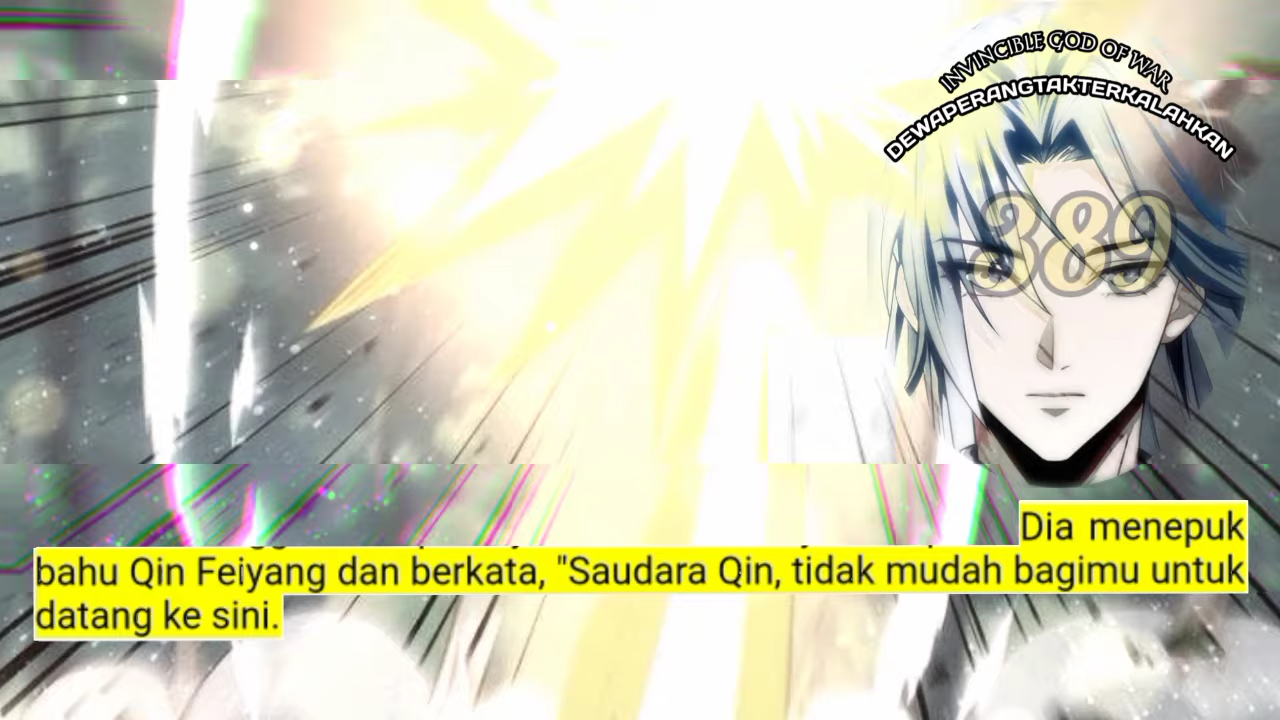 INVINCIBLE GOD OF WAR
DEWAPERANGTAKTERKALAHKAN
389
Dia menepuk
bahu Qin Feiyang dan berkata, "Saudara Qin, tidak mudah bagimu untuk
datang ke sini.